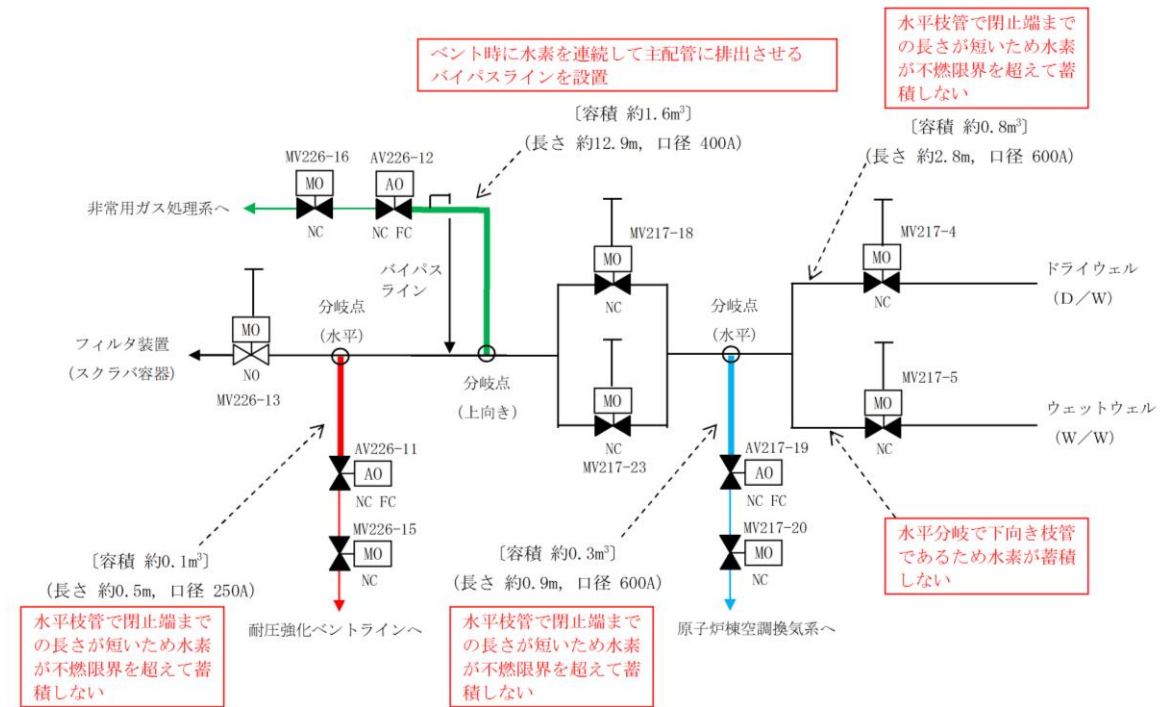 ベント時に水素を連続して主配管に排出させる
バイパスラインを設置
〔容積 約1.6m³〕
(長さ 約12.9m, 口径 400A)
水平枝管で閉止端まで
の長さが短いため水素
が不燃限界を超えて蓄
積しない
〔容積 約0.8m³〕
(長さ 約2.8m, 口径 600A)
MV226-16
AV226-12
MO
AO
非常用ガス処理系へ
NC
NC FC
バイパス
ライン
MV217-18
MO
NC
MV217-4
MO
NC
ドライウェル
(D/W)
分岐点
(水平)
分岐点
(水平)
フィルタ装置
(スクラバ容器)
MO
NO
MV226-13
分岐点
(上向き)
MO
NC
MV217-23
MV217-5
MO
NC
ウェットウェル
(W/W)
AV226-11
AO
NC FC
MV226-15
MO
NC
AV217-19
AO
NC FC
MV217-20
MO
NC
水平分岐で下向き枝管
であるため水素が蓄積
しない
〔容積 約0.1m³〕
(長さ 約0.5m, 口径 250A)
水平枝管で閉止端まで
の長さが短いため水素
が不燃限界を超えて蓄
積しない
耐圧強化ベントラインへ
〔容積 約0.3m³〕
(長さ 約0.9m, 口径 600A)
水平枝管で閉止端まで
の長さが短いため水素
が不燃限界を超えて蓄
積しない
原子炉棟空調換気系へ